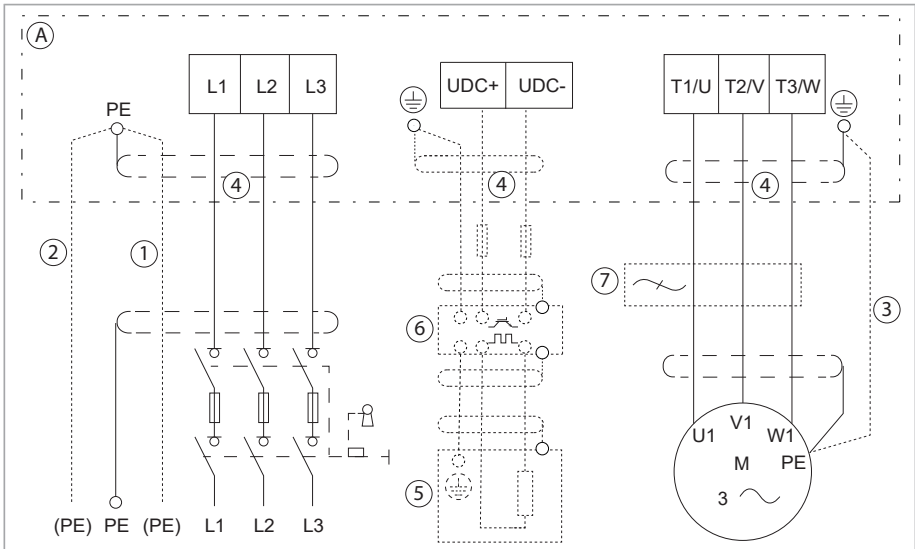 A
L1 L2 L3
UDC+ UDC-
T1/U T2/V T3/W
PE
4 4 4
2 1
7
3
6
U1 V1 W1
M PE
3
5
(PE) PE (PE) L1 L2 L3